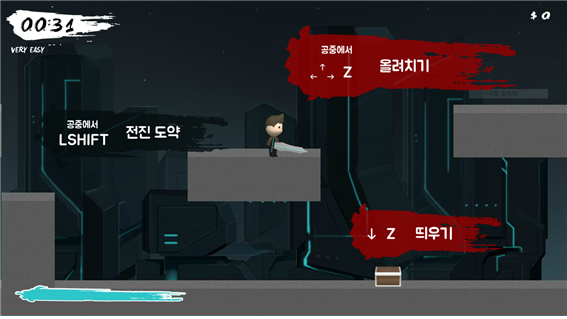 00:31
$ 0
VERY EASY
공중에서
← ↑ → Z 올려치기
공중에서
LSHIFT 전진 도약
↓ Z 띄우기